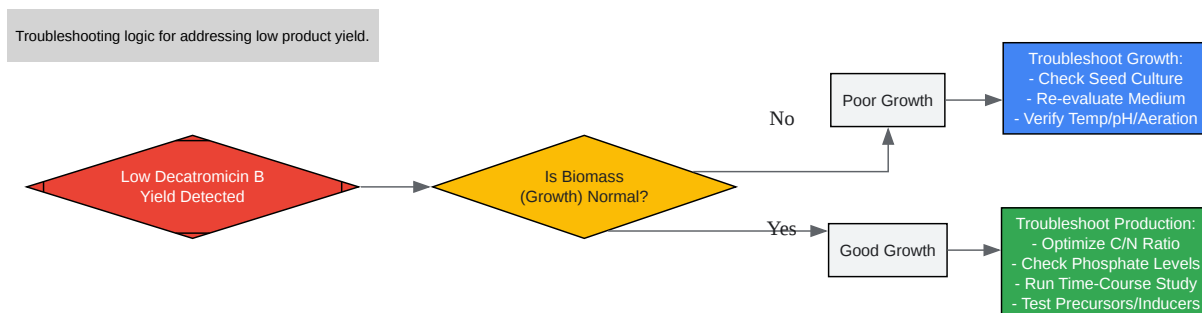 Troubleshooting logic for addressing low product yield.
Low Decatromicin B
Yield Detected
Is Biomass
(Growth) Normal?
No
Poor Growth
Troubleshoot Growth:
- Check Seed Culture
- Re-evaluate Medium
- Verify Temp/pH/Aeration
Yes
Good Growth
Troubleshoot Production:
- Optimize C/N Ratio
- Check Phosphate Levels
- Run Time-Course Study
- Test Precursors/Inducers